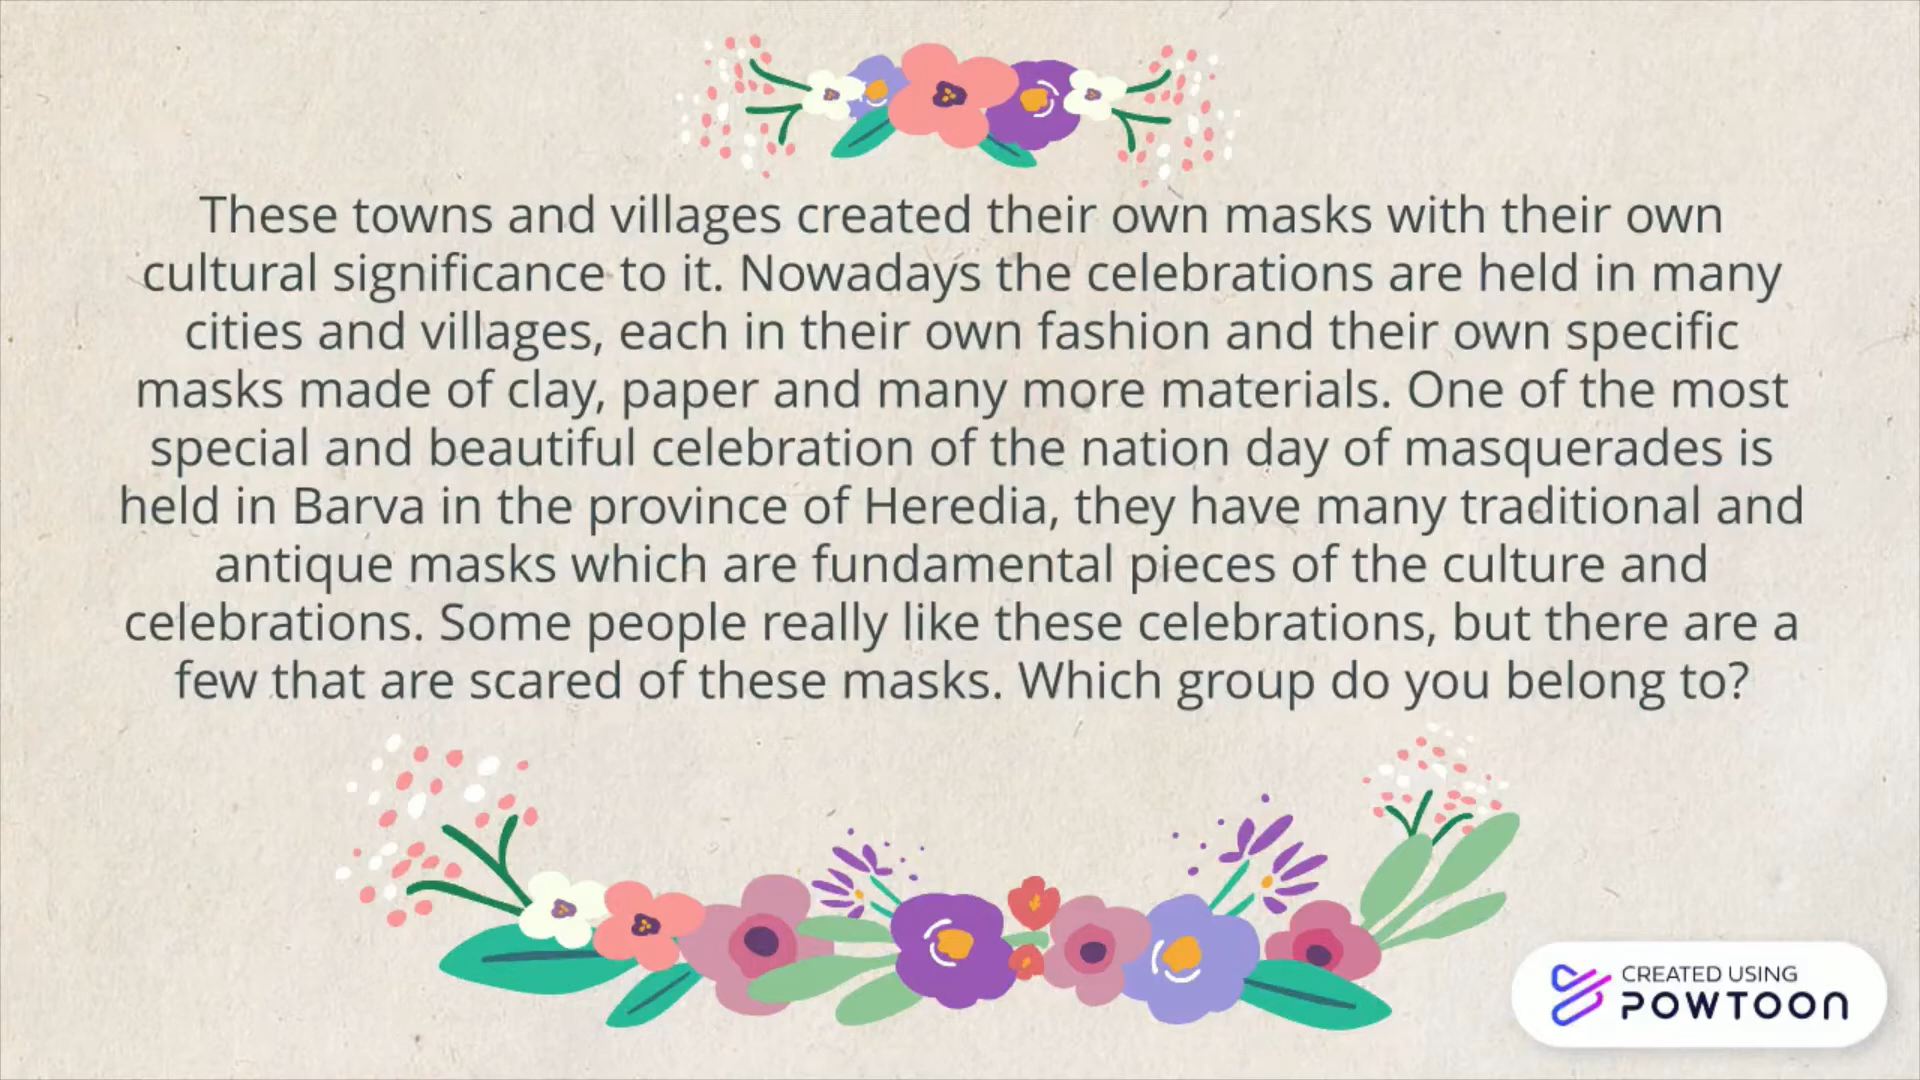 These towns and villages created their own masks with their own
cultural significance to it. Nowadays the celebrations are held in many
cities and villages, each in their own fashion and their own specific
masks made of clay, paper and many more materials. One of the most
special and beautiful celebration of the nation day of masquerades is
held in Barva in the province of Heredia, they have many traditional and
antique masks which are fundamental pieces of the culture and
celebrations. Some people really like these celebrations, but there are a
few that are scared of these masks. Which group do you belong to?
CREATED USING
POWTOON